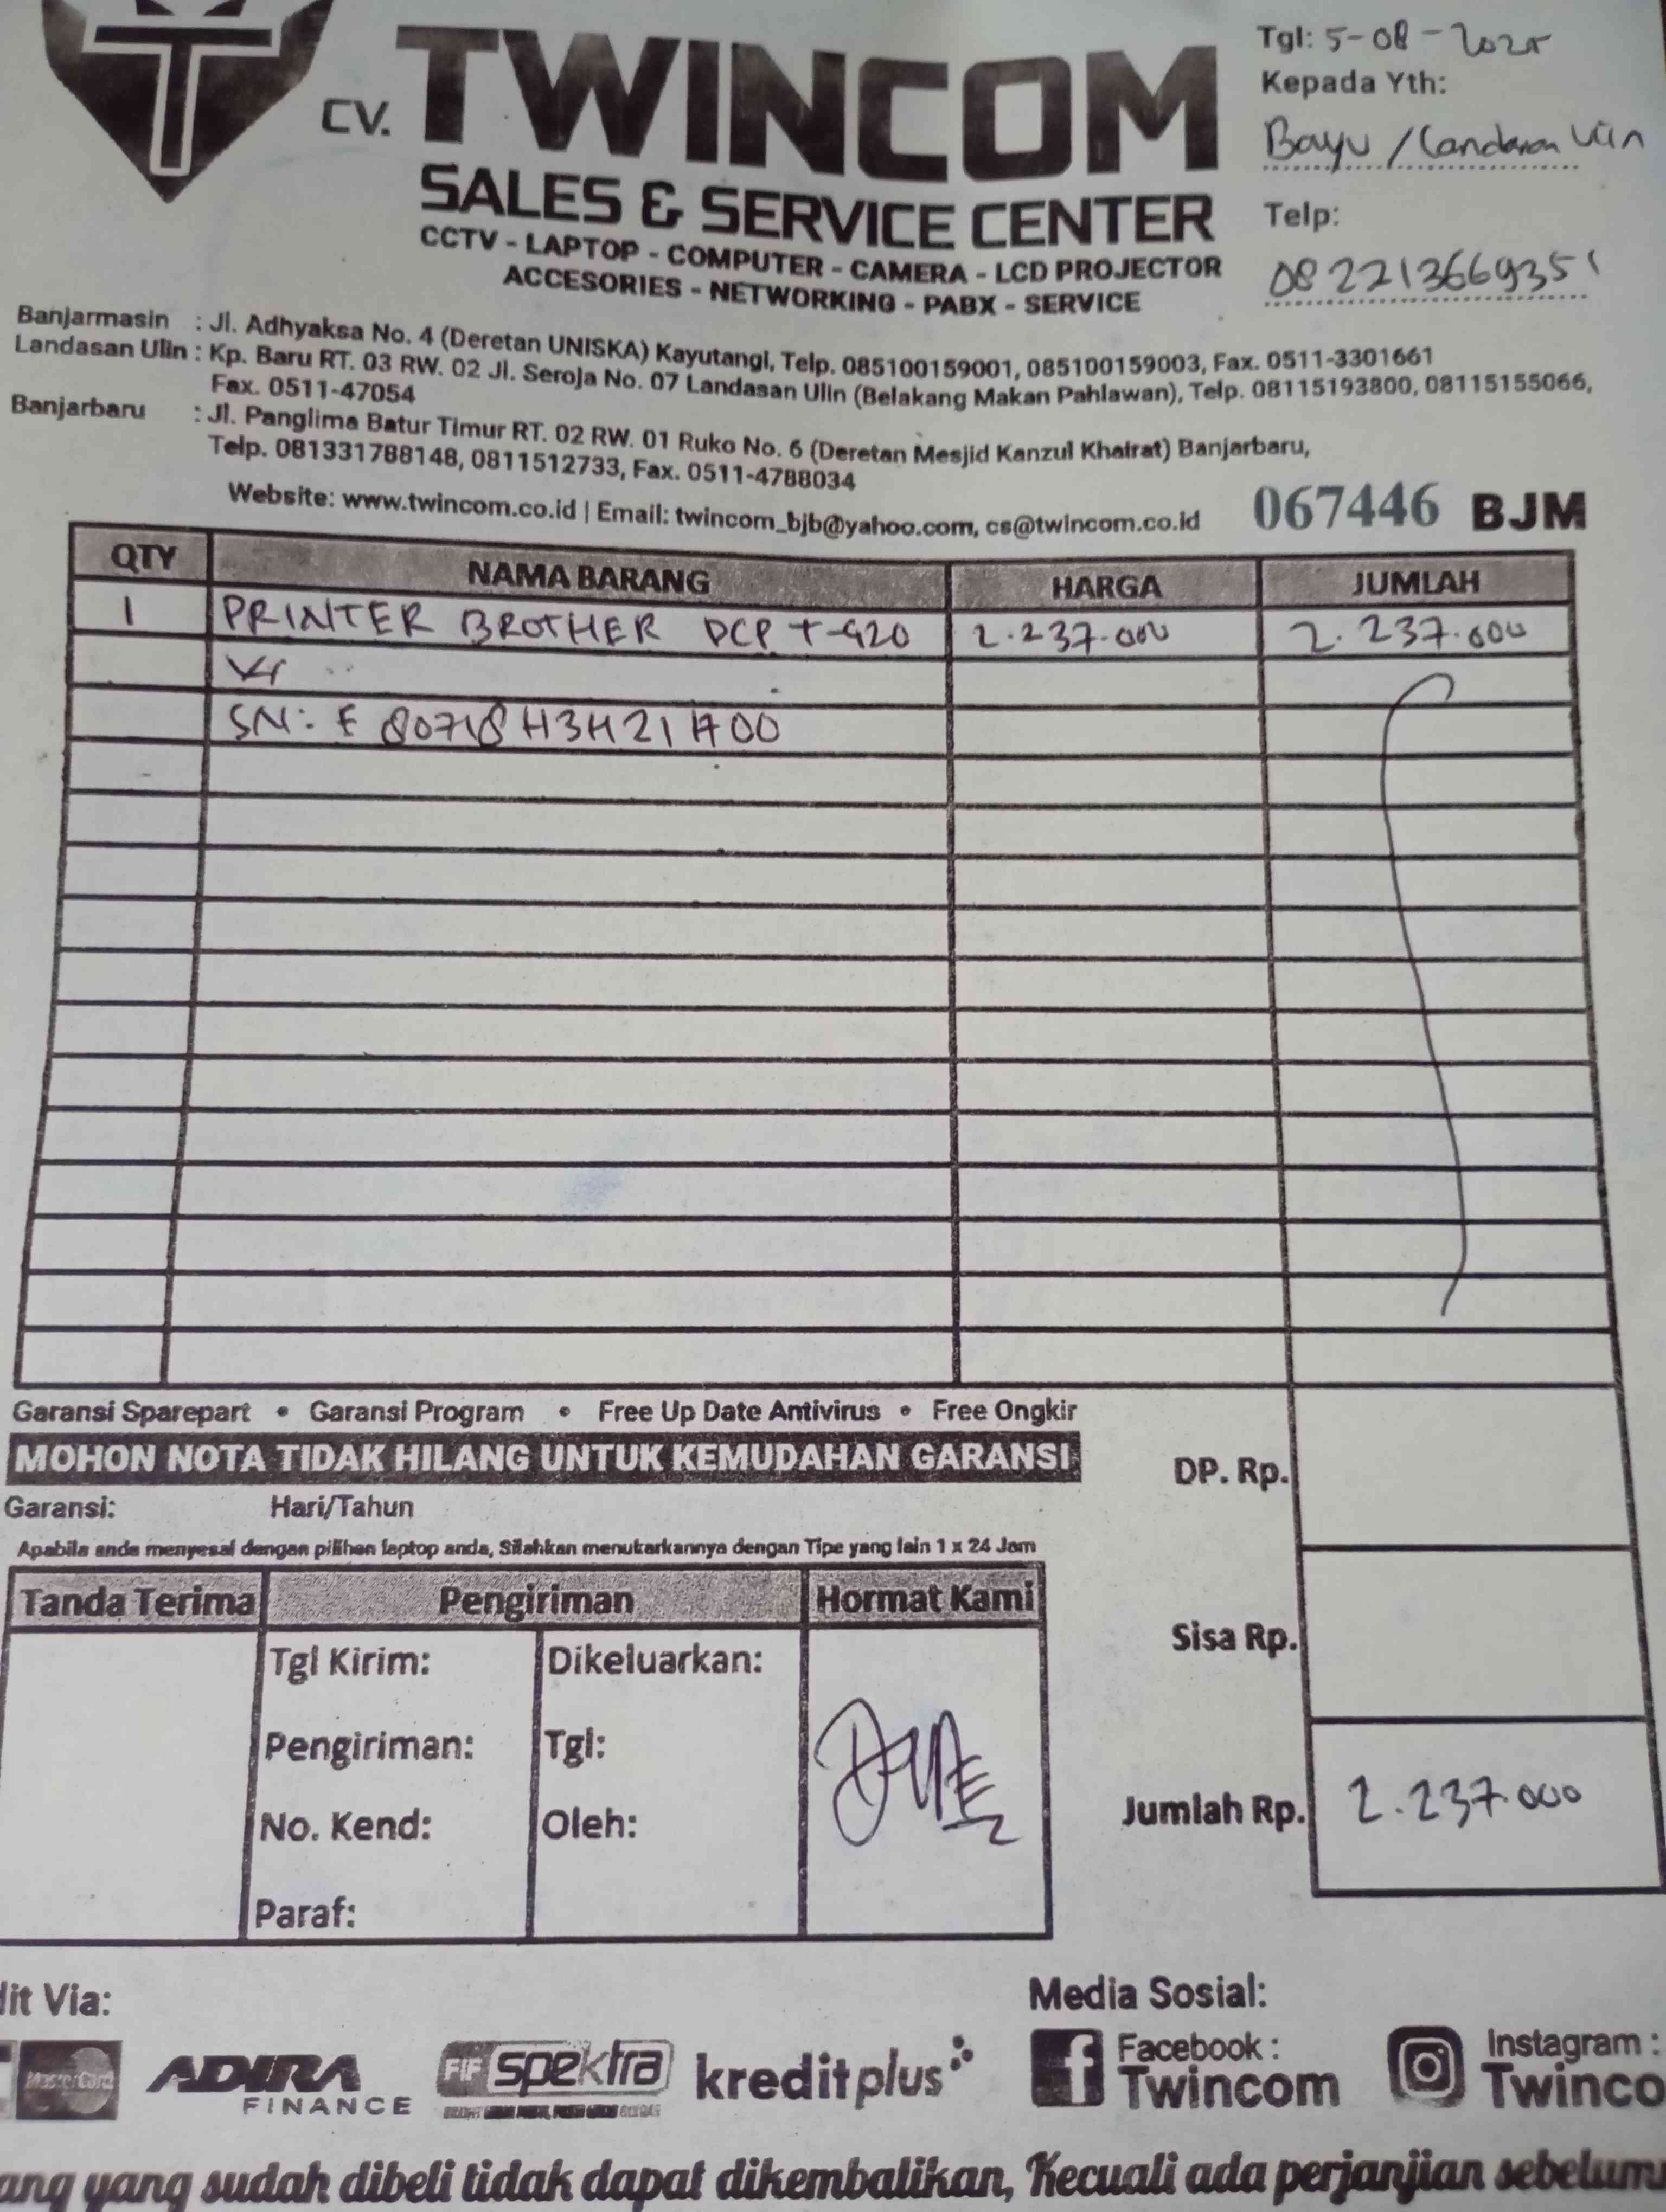 CV. TWINCOM
SALES & SERVICE CENTER
CCTV - LAPTOP - COMPUTER - CAMERA - LCD PROJECTOR
ACCESORIES - NETWORKING - PABX - SERVICE
Tgl: 5-08-2025
Kepada Yth:
Bayu / Landasan Ulin
Telp:
082213669351
Banjarmasin : Jl. Adhyaksa No. 4 (Deretan UNISKA) Kayutangi, Telp. 085100159001, 085100159003, Fax. 0511-3301661
Landasan Ulin : Kp. Baru RT. 03 RW. 02 Jl. Seroja No. 07 Landasan Ulin (Belakang Makan Pahlawan), Telp. 08115193800, 08115155066,
Fax. 0511-47054
Banjarbaru : Jl. Panglima Batur Timur RT. 02 RW. 01 Ruko No. 6 (Deretan Mesjid Kanzul Khairat) Banjarbaru,
Telp. 081331788148, 0811512733, Fax. 0511-4788034
Website: www.twincom.co.id | Email: twincom_bjb@yahoo.com, cs@twincom.co.id
067446 BJM
QTY NAMA BARANG HARGA JUMLAH
1 PRINTER BROTHER DCP T-420 2.237.000 2.237.000
SN: E80718H3H21
Garansi Sparepart • Garansi Program • Free Up Date Antivirus • Free Ongkir
MOHON NOTA TIDAK HILANG UNTUK KEMUDAHAN GARANSI
Garansi: Hari/Tahun
Apabila anda menyesal dengan pilihan laptop anda, Silahkan menukarkannya dengan Tipe yang lain 1 x 24 Jam
DP. Rp.
Sisa Rp.
Jumlah Rp. 2.237.000
Tanda Terima Pengiriman Hormat Kami
Tgl Kirim: Dikeluarkan:
Pengiriman: Tgl:
No. Kend: Oleh:
Paraf:
dit Via:
MasterCard
ADIRA FINANCE
FIF spektra
kreditplus
Media Sosial:
Facebook :
Twincom
Instagram :
Twinco
ang yang sudah dibeli tidak dapat dikembalikan, Kecuali ada perjanjian sebelum